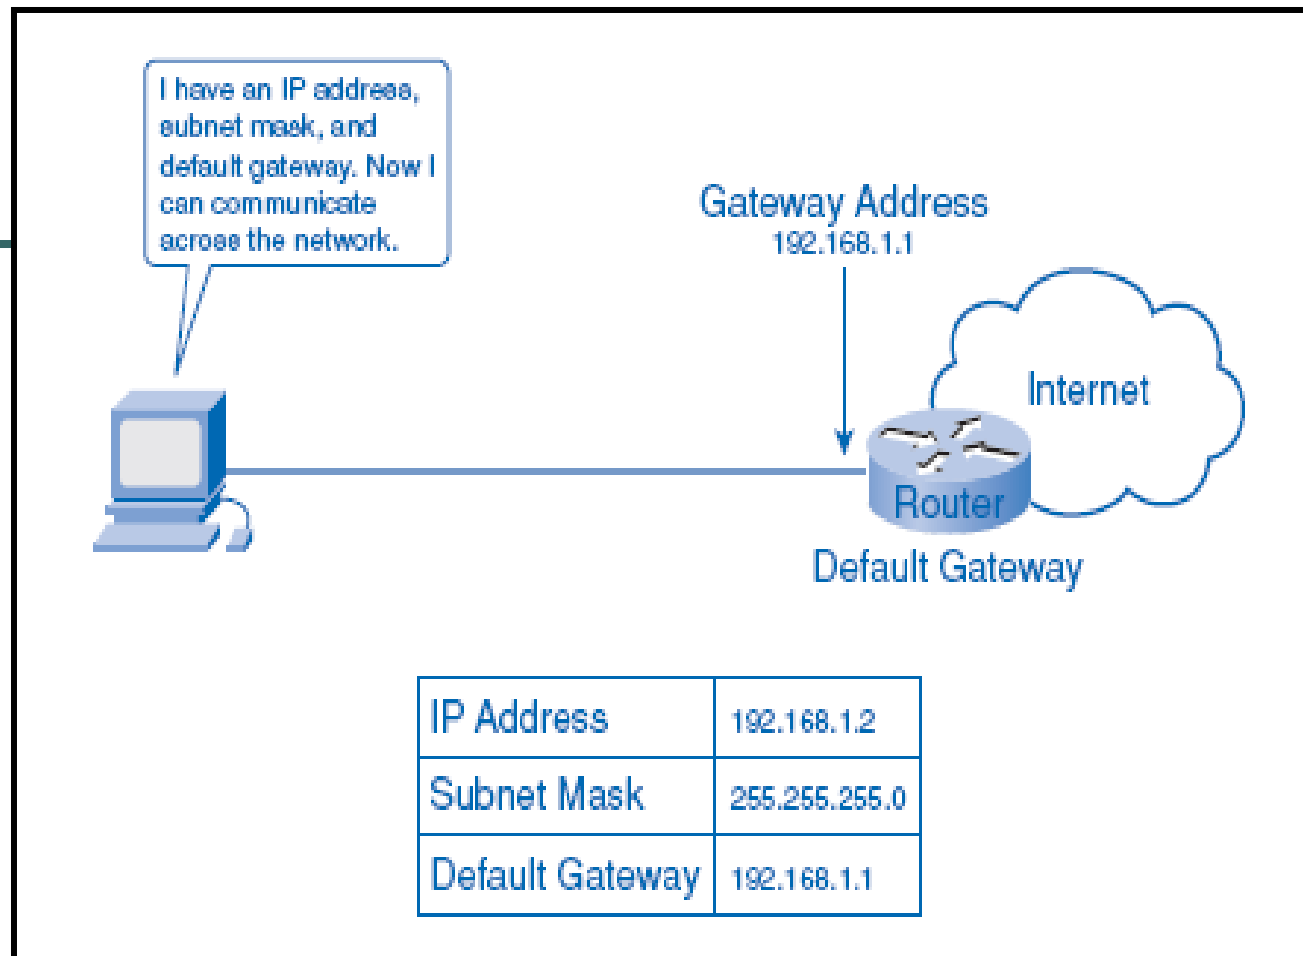 I have an IP address,
subnet mask, and
default gateway. Now I
can communicate
across the network.
Gateway Address
192.168.1.1
Internet
Router
Default Gateway
IP Address 192.168.1.2
Subnet Mask 255.255.255.0
Default Gateway 192.168.1.1